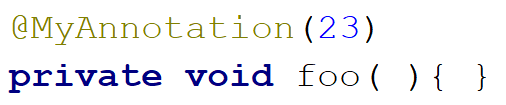 @MyAnnotation(23)
private void foo( ){ }